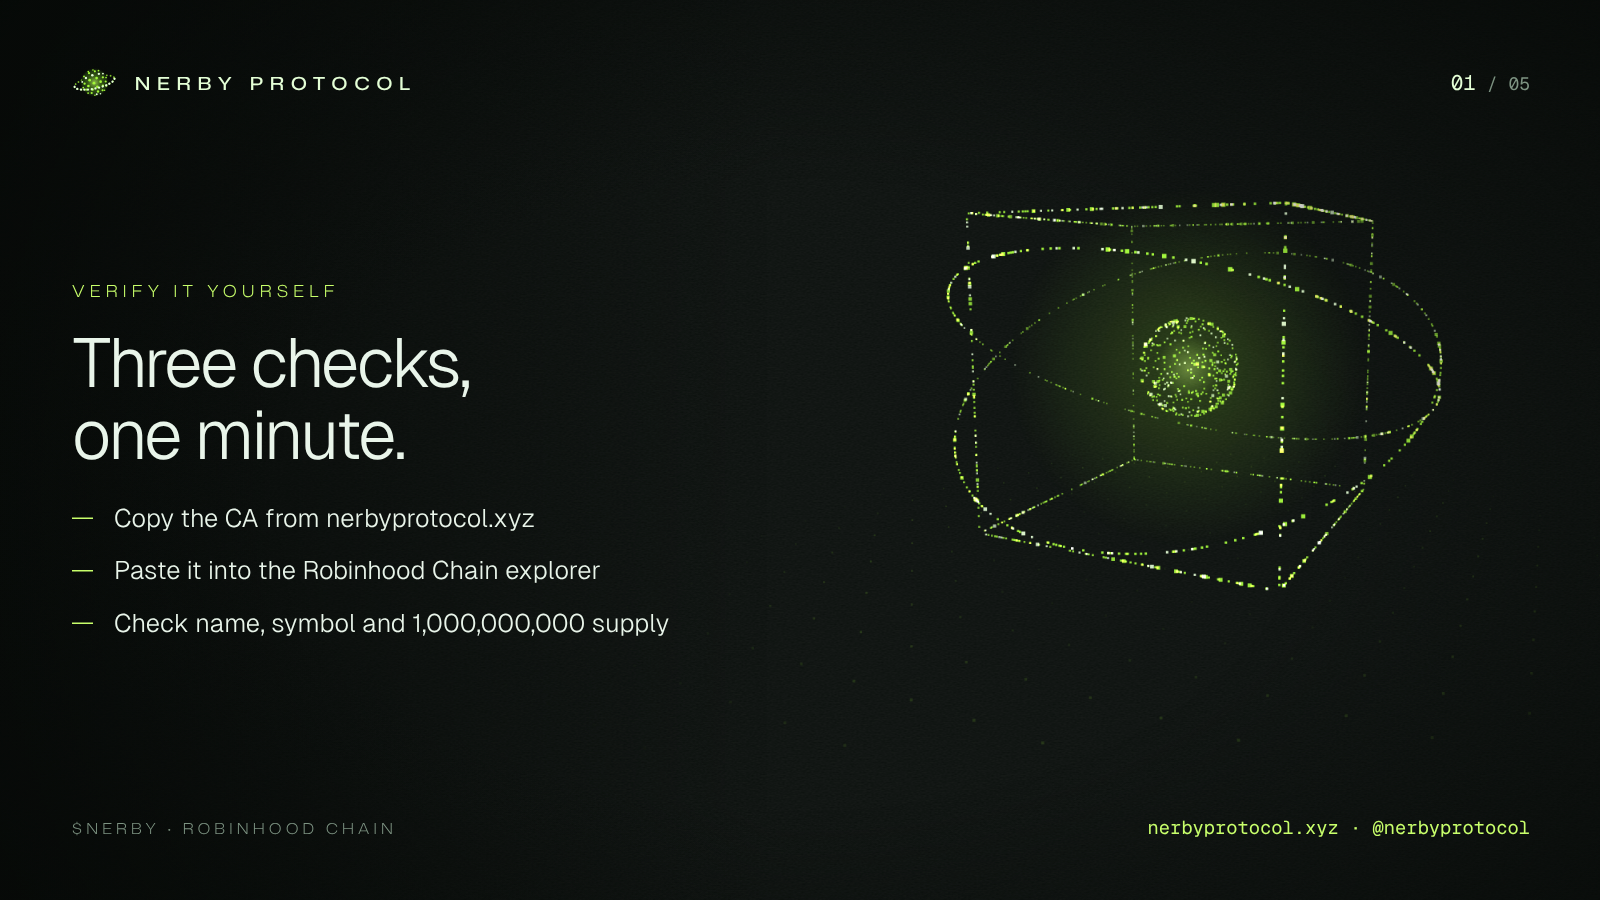 NERBY PROTOCOL
01 / 05
VERIFY IT YOURSELF
Three checks,
one minute.
— Copy the CA from nerbyprotocol.xyz
— Paste it into the Robinhood Chain explorer
— Check name, symbol and 1,000,000,000 supply
$NERBY · ROBINHOOD CHAIN
nerbyprotocol.xyz · @nerbyprotocol